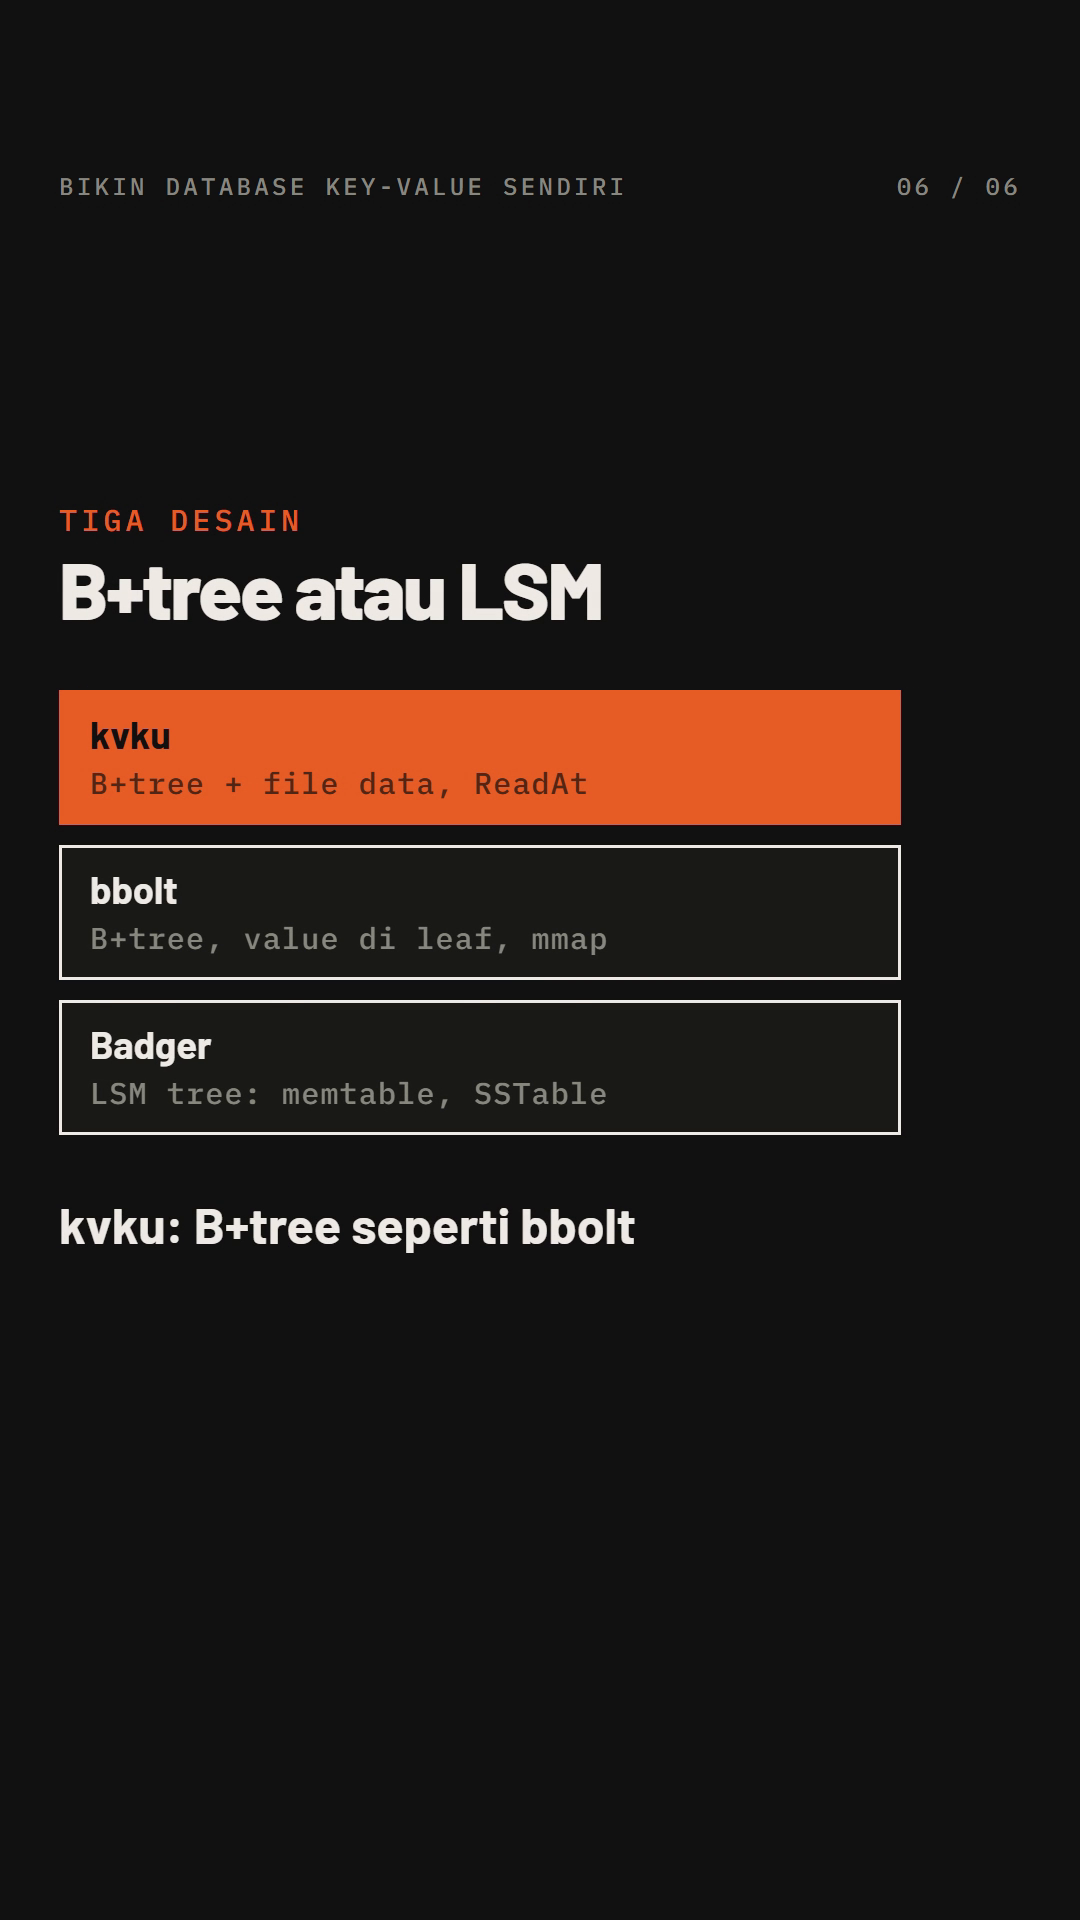 BIKIN DATABASE KEY-VALUE SENDIRI
06 / 06
TIGA DESAIN
B+tree atau LSM
kvku
B+tree + file data, ReadAt
bbolt
B+tree, value di leaf, mmap
Badger
LSM tree: memtable, SSTable
kvku: B+tree seperti bbolt